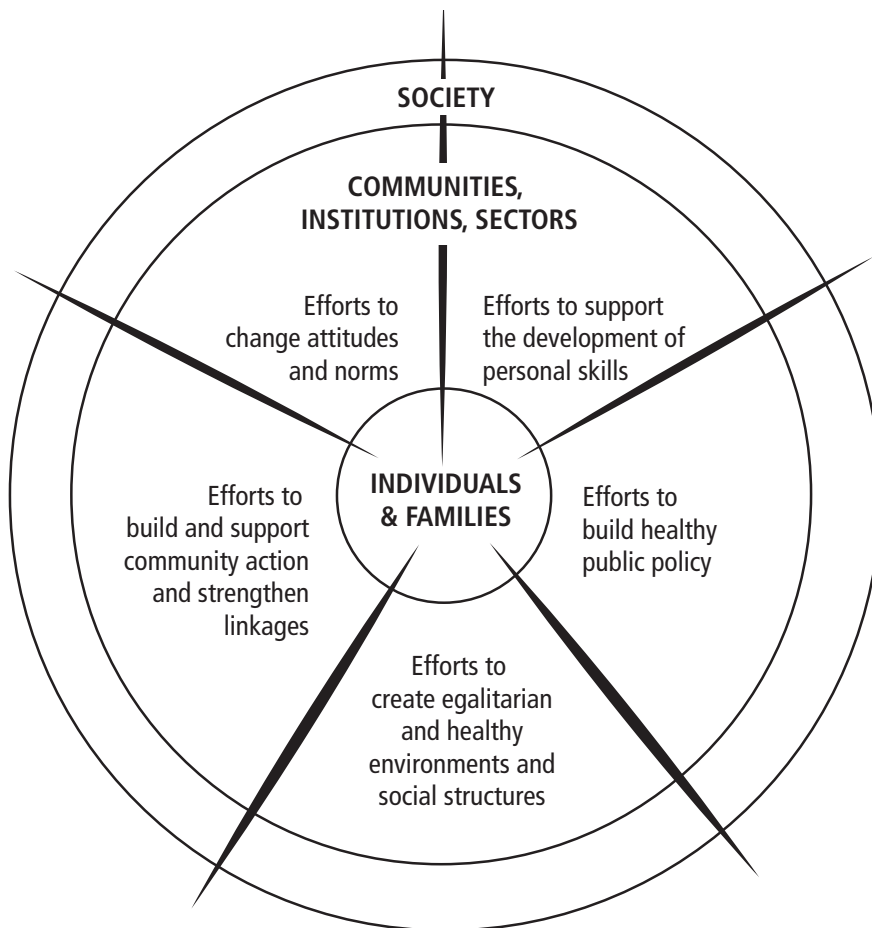 SOCIETY
COMMUNITIES,
INSTITUTIONS, SECTORS
Efforts to
change attitudes
and norms
Efforts to support
the development of
personal skills
INDIVIDUALS
& FAMILIES
Efforts to
build and support
community action
and strengthen
linkages
Efforts to
build healthy
public policy
Efforts to
create egalitarian
and healthy
environments and
social structures